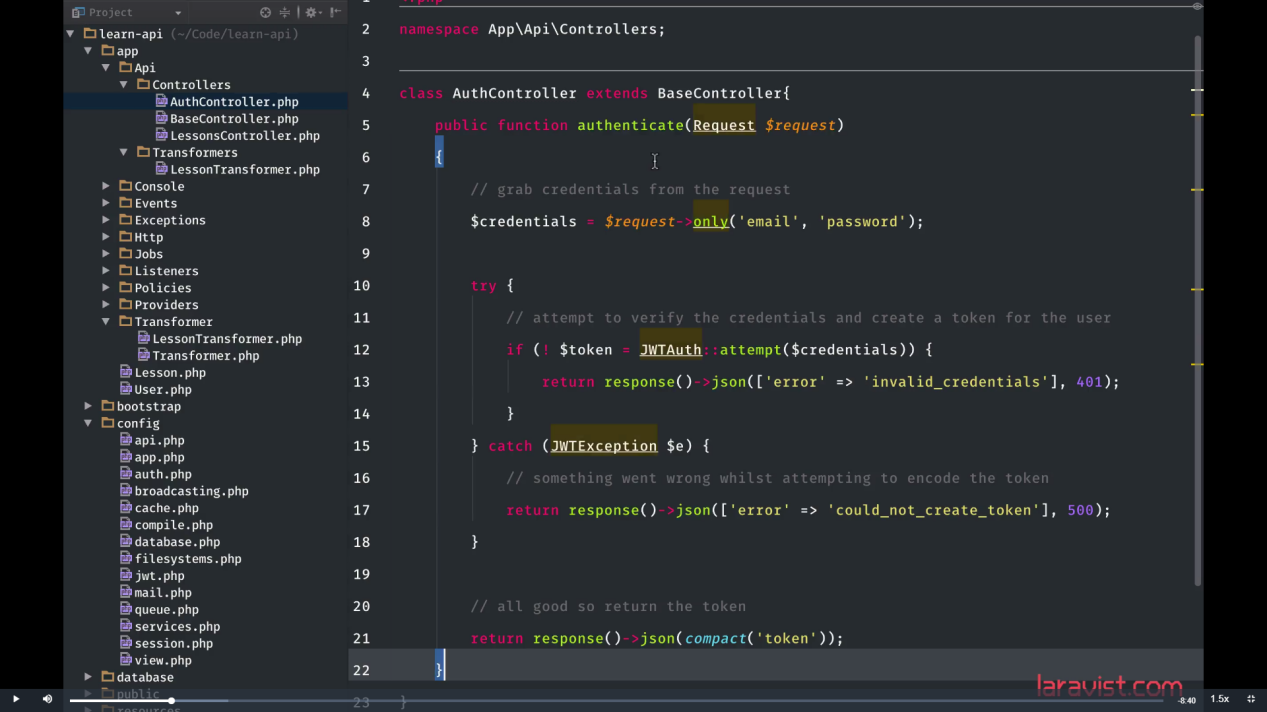 Project
learn-api (~/Code/learn-api)
app
Api
Controllers
AuthController.php
BaseController.php
LessonsController.php
Transformers
LessonTransformer.php
Console
Events
Exceptions
Http
Jobs
Listeners
Policies
Providers
Transformer
LessonTransformer.php
Transformer.php
Lesson.php
User.php
bootstrap
config
api.php
app.php
auth.php
broadcasting.php
cache.php
compile.php
database.php
filesystems.php
jwt.php
mail.php
queue.php
services.php
session.php
view.php
database
public
resources
2 namespace App\Api\Controllers;
3
4 class AuthController extends BaseController{
5 public function authenticate(Request $request)
6 {
7 // grab credentials from the request
8 $credentials = $request->only('email', 'password');
9
10 try {
11 // attempt to verify the credentials and create a token for the user
12 if (! $token = JWTAuth::attempt($credentials)) {
13 return response()->json(['error' => 'invalid_credentials'], 401);
14 }
15 } catch (JWTException $e) {
16 // something went wrong whilst attempting to encode the token
17 return response()->json(['error' => 'could_not_create_token'], 500);
18 }
19
20 // all good so return the token
21 return response()->json(compact('token'));
22 }
23 }
laravist.com
-8:40
1.5x